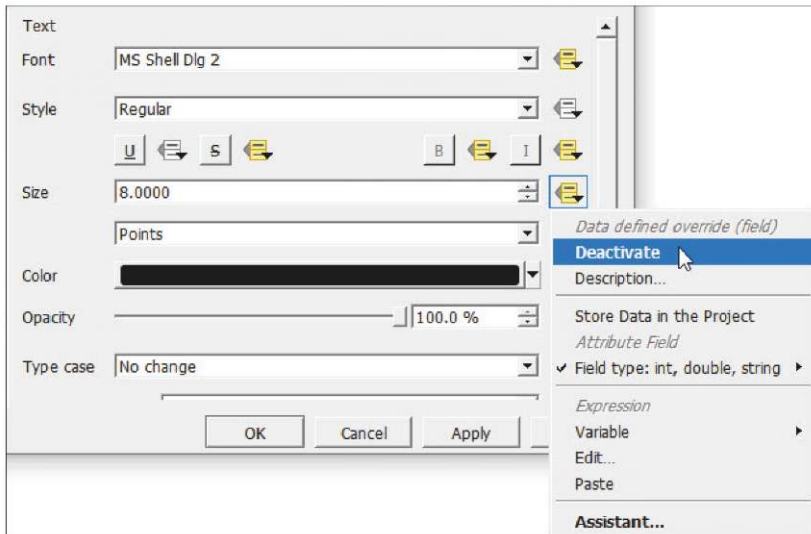 Text
Font MS Shell Dlg 2
Style Regular
U S B I
Size 8.0000
Points
Color
Opacity 100.0 %
Type case No change
OK Cancel Apply
Data defined override (field)
Deactivate
Description...
Store Data in the Project
Attribute Field
Field type: int, double, string
Expression
Variable
Edit...
Paste
Assistant...